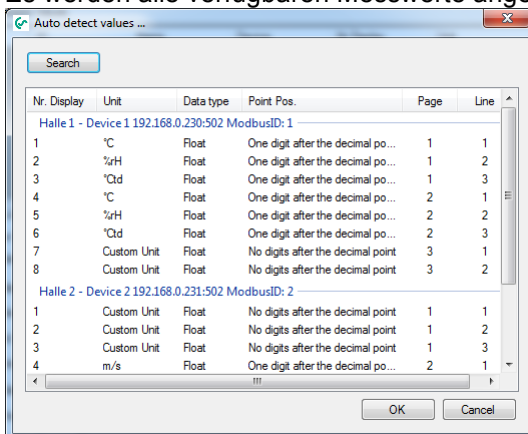 Es werden alle verfügbaren Messwerte ange
Auto detect values ...
Search
Nr. Display Unit Data type Point Pos. Page Line
Halle 1 - Device 1 192.168.0.230:502 ModbusID: 1
1 °C Float One digit after the decimal po... 1 1
2 %rH Float One digit after the decimal po... 1 2
3 °Ctd Float One digit after the decimal po... 1 3
4 °C Float One digit after the decimal po... 2 1
5 %rH Float One digit after the decimal po... 2 2
6 °Ctd Float One digit after the decimal po... 2 3
7 Custom Unit Float No digits after the decimal point 3 1
8 Custom Unit Float No digits after the decimal point 3 2
Halle 2 - Device 2 192.168.0.231:502 ModbusID: 2
1 Custom Unit Float No digits after the decimal point 1 1
2 Custom Unit Float No digits after the decimal point 1 2
3 Custom Unit Float No digits after the decimal point 1 3
4 m/s Float One digit after the decimal po... 2 1
OK Cancel